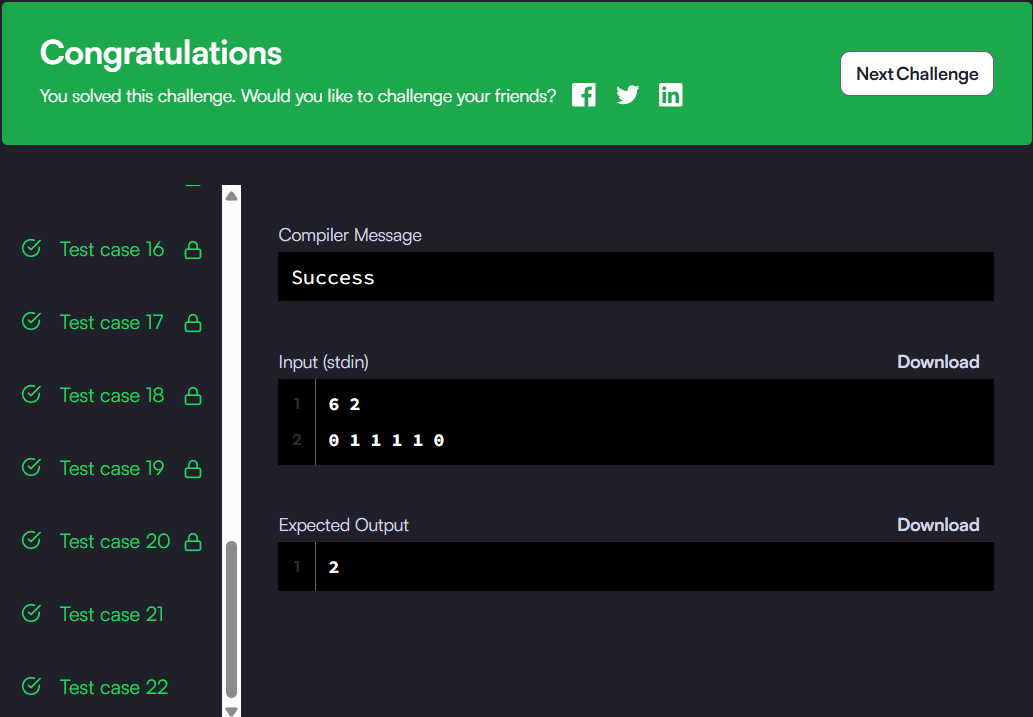 Congratulations
You solved this challenge. Would you like to challenge your friends?
Next Challenge
Test case 16
Test case 17
Test case 18
Test case 19
Test case 20
Test case 21
Test case 22
Compiler Message
Success
Input (stdin)
Download
1 6 2
2 0 1 1 1 1 0
Expected Output
Download
1 2